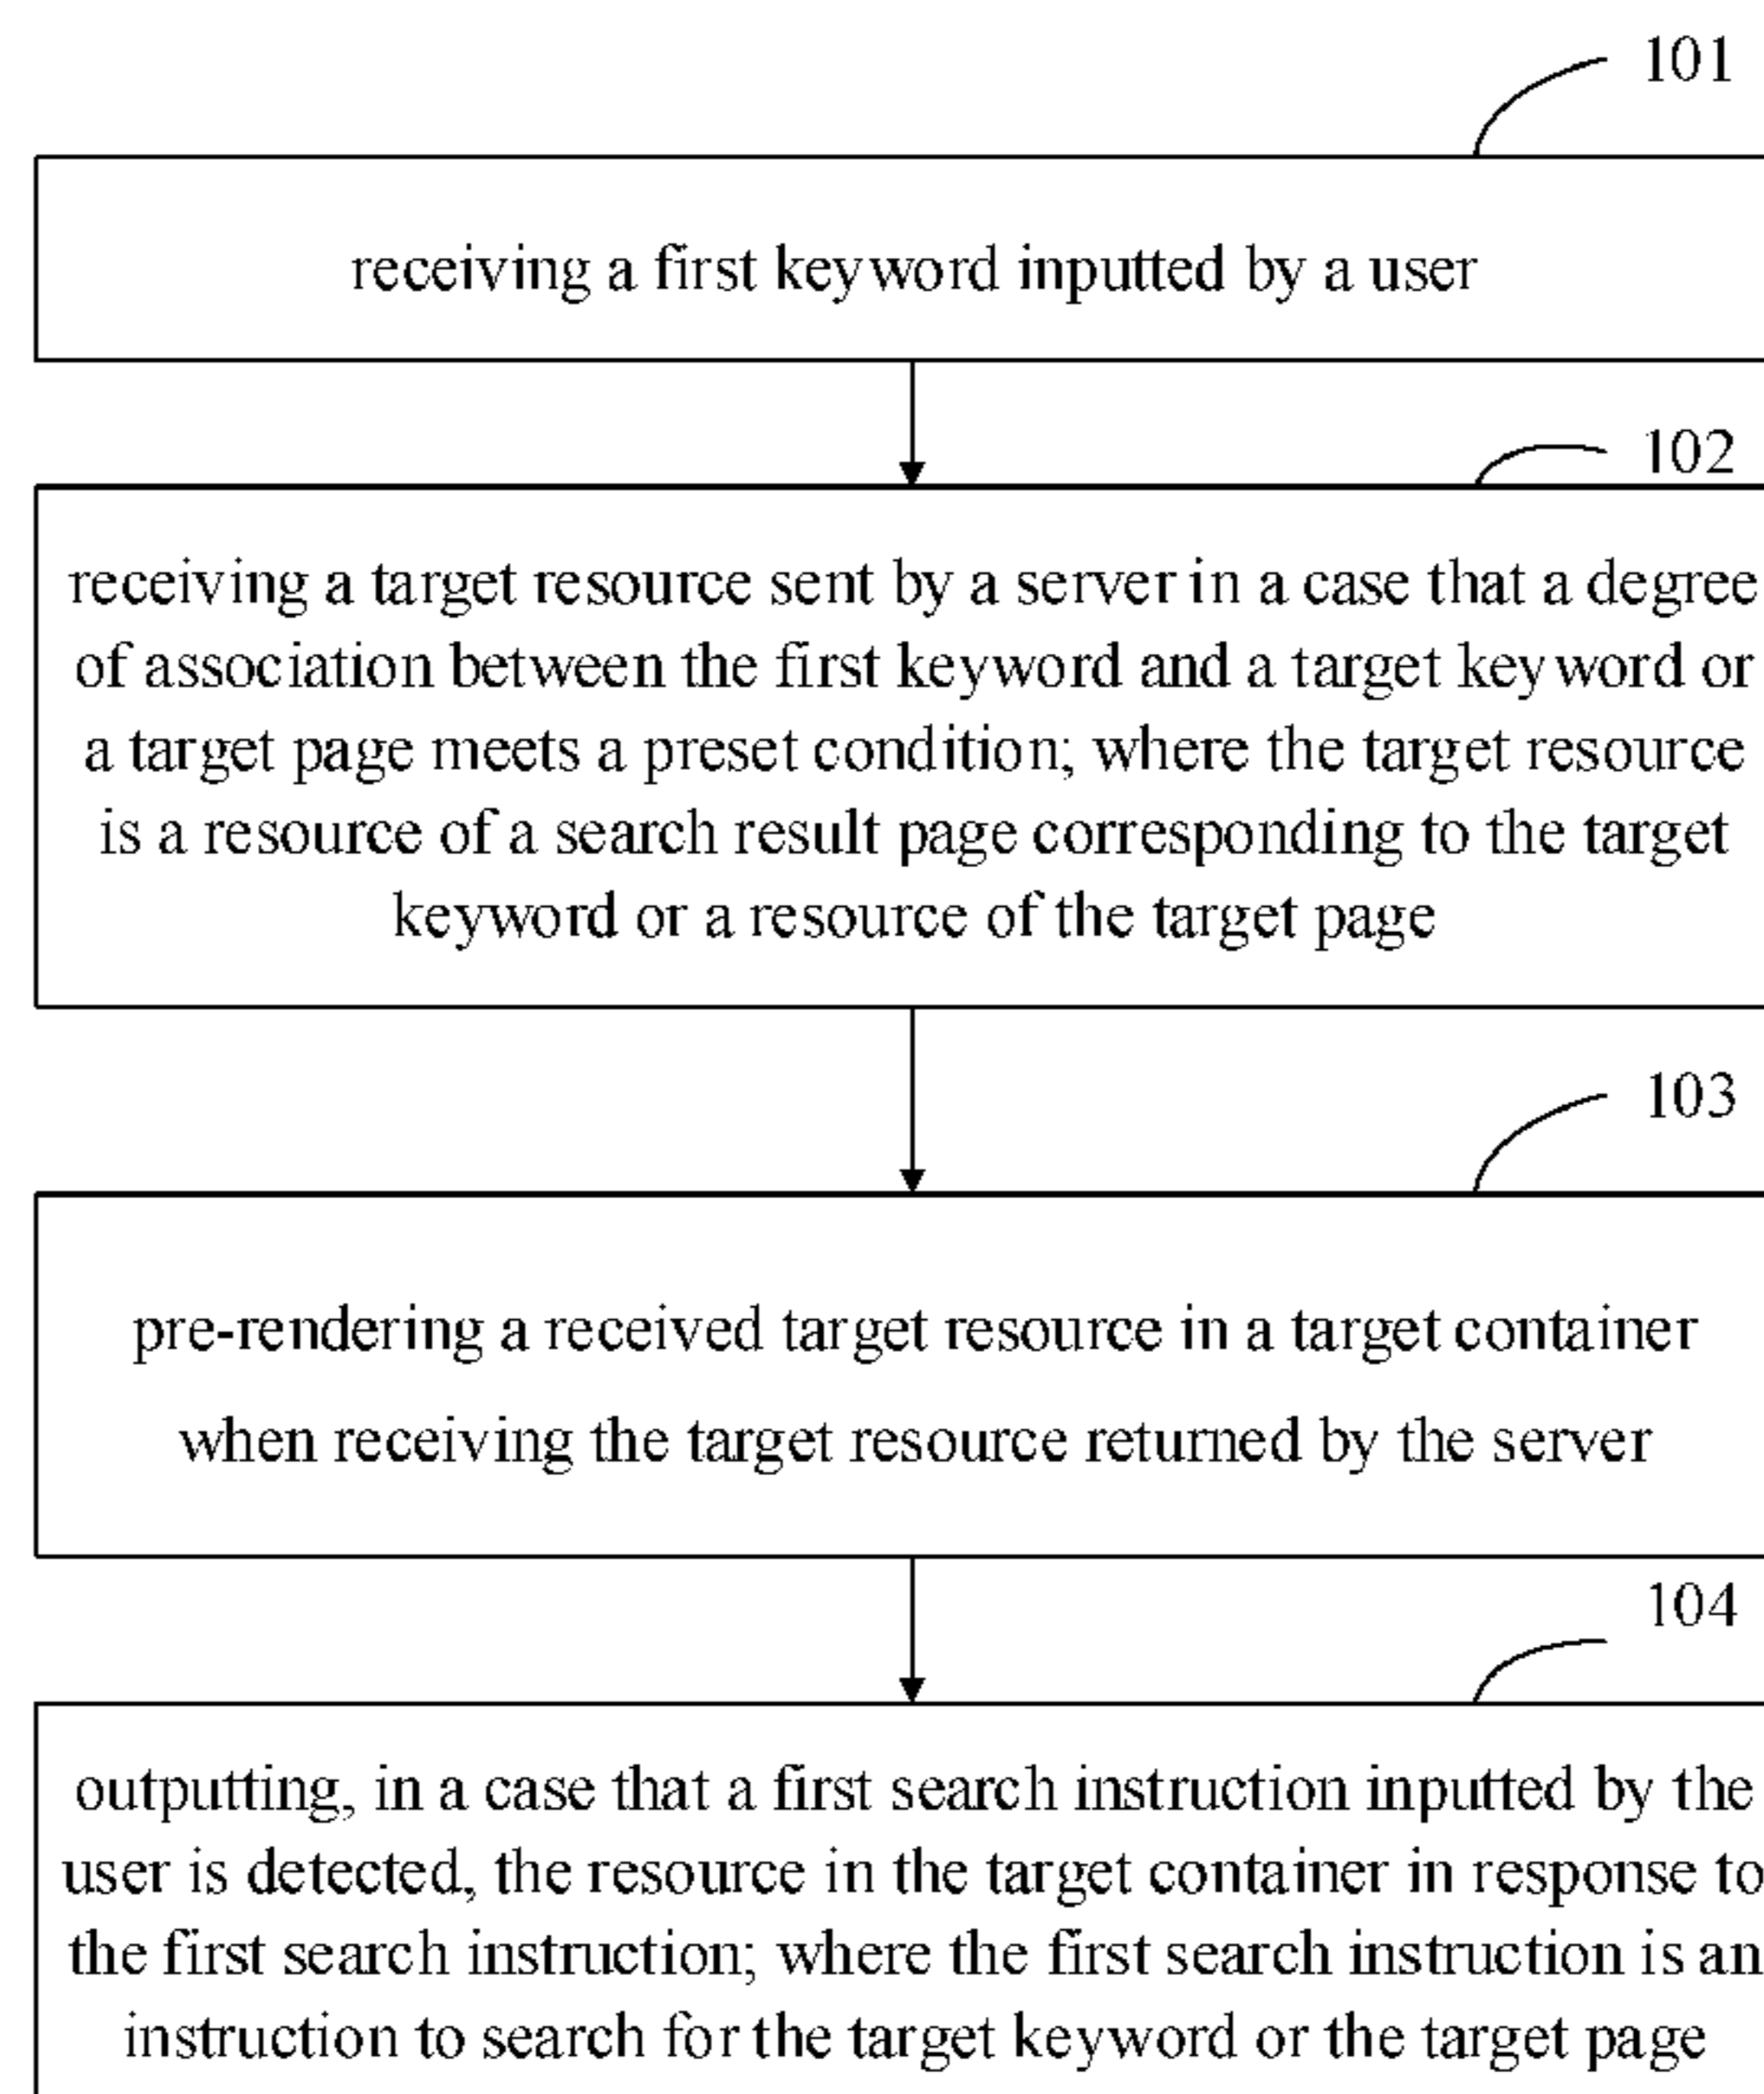 101
receiving a first keyword inputted by a user
102
receiving a target resource sent by a server in a case that a degree
of association between the first keyword and a target keyword or
a target page meets a preset condition; where the target resource
is a resource of a search result page corresponding to the target
keyword or a resource of the target page
103
pre-rendering a received target resource in a target container
when receiving the target resource returned by the server
104
outputting, in a case that a first search instruction inputted by the
user is detected, the resource in the target container in response to
the first search instruction; where the first search instruction is an
instruction to search for the target keyword or the target page